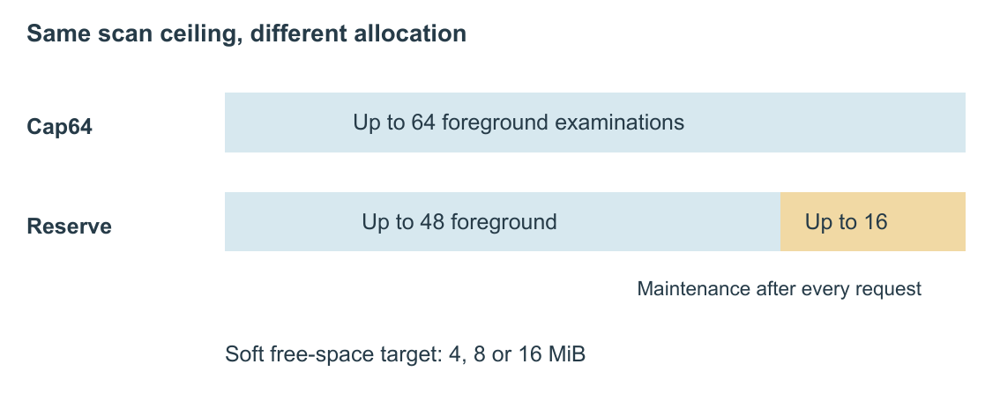 Same scan ceiling, different allocation
Cap64
Up to 64 foreground examinations
Reserve
Up to 48 foreground
Up to 16
Maintenance after every request
Soft free-space target: 4, 8 or 16 MiB